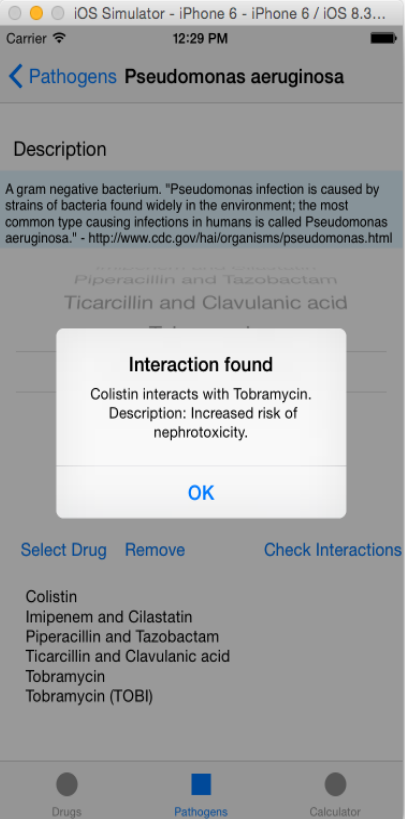 iOS Simulator - iPhone 6 - iPhone 6 / iOS 8.3...
Carrier 12:29 PM
Pathogens Pseudomonas aeruginosa
Description
A gram negative bacterium. "Pseudomonas infection is caused by
strains of bacteria found widely in the environment; the most
common type causing infections in humans is called Pseudomonas
aeruginosa." - http://www.cdc.gov/hai/organisms/pseudomonas.html
Imipenem and Cilastatin
Piperacillin and Tazobactam
Ticarcillin and Clavulanic acid
Interaction found
Colistin interacts with Tobramycin.
Description: Increased risk of
nephrotoxicity.
OK
Select Drug Remove Check Interactions
Colistin
Imipenem and Cilastatin
Piperacillin and Tazobactam
Ticarcillin and Clavulanic acid
Tobramycin
Tobramycin (TOBI)
Drugs Pathogens Calculator